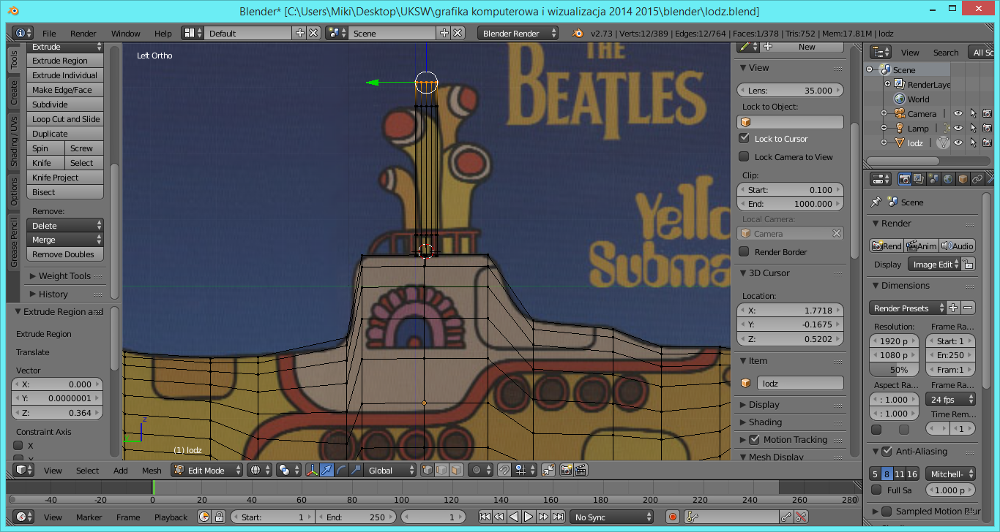 Blender* [C:\Users\Miki\Desktop\UKSW\grafika komputerowa i wizualizacja 2014 2015\blender\lodz.blend]
File Render Window Help Default Scene Blender Render v2.73 | Verts:12/389 | Edges:12/764 | Faces:1/378 | Tris:752 | Mem:17.81M | lodz
Tools
Create
Shading / UVs
Options
Grease Pencil
Extrude
Extrude Region
Extrude Individual
Make Edge/Face
Subdivide
Loop Cut and Slide
Duplicate
Spin Screw
Knife Select
Knife Project
Bisect
Remove:
Delete
Merge
Remove Doubles
Weight Tools
History
Extrude Region and
Extrude Region
Translate
Vector
X: 0.000
Y: 0.0000001
Z: 0.364
Constraint Axis
X
Left Ortho
THE
BEATLES
Yello
Subma
z
(1) lodz
New
View
Lens: 35.000
Lock to Object:
Lock to Cursor
Lock Camera to View
Clip:
Start: 0.100
End: 1000.000
Local Camera:
Camera
Render Border
3D Cursor
Location:
X: 1.7718
Y: -0.1675
Z: 0.5202
Item
lodz
Display
Shading
Motion Tracking
Mesh Display
View Search All Sc
Scene
RenderLaye
World
Camera
Lamp
lodz
Scene
Render
Rend Anim Audio
Display Image Edit
Dimensions
Render Presets
Resolution: Frame Ra...
1920 p Start: 1
1080 p En:250
50% Fram:1
Aspect Ra... Frame Ra...
: 1.000 24 fps
: 1.000 Time Rem...
1
Anti-Aliasing
5 8 11 16 Mitchell-
Full Sa 1.000 p
Sampled Motion Blur
View Select Add Mesh Edit Mode Global
-40 -20 0 20 40 60 80 100 120 140 160 180 200 220 240 260 280
View Marker Frame Playback Start: 1 End: 250 1 No Sync